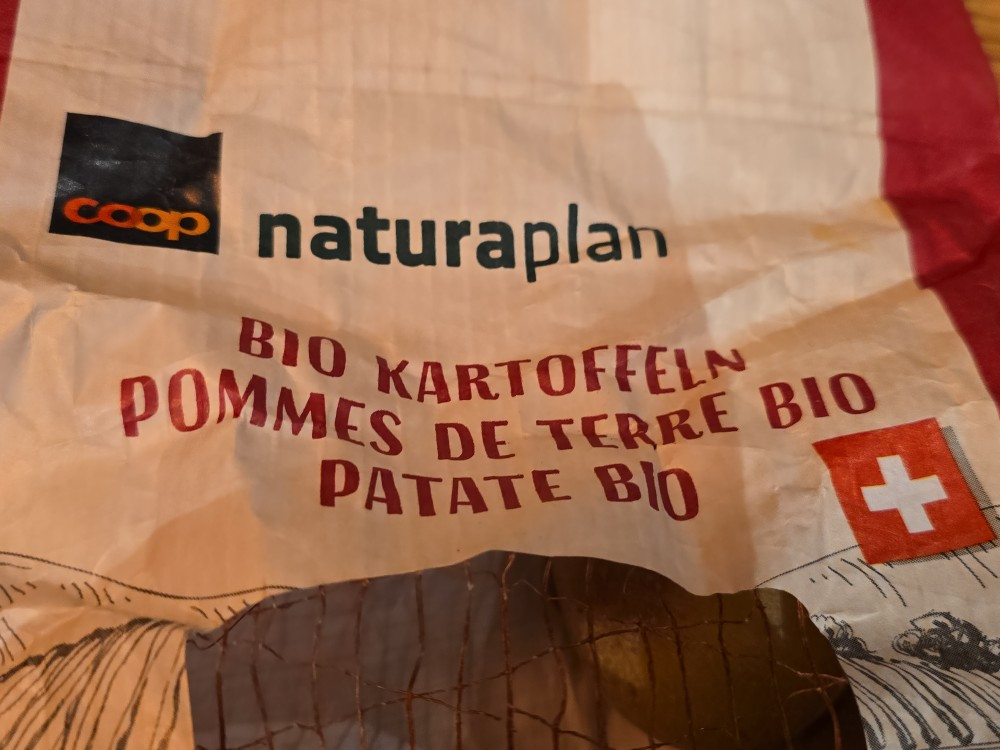 coop
naturaplan
BIO KARTOFFELN
POMMES DE TERRE BIO
PATATE BIO